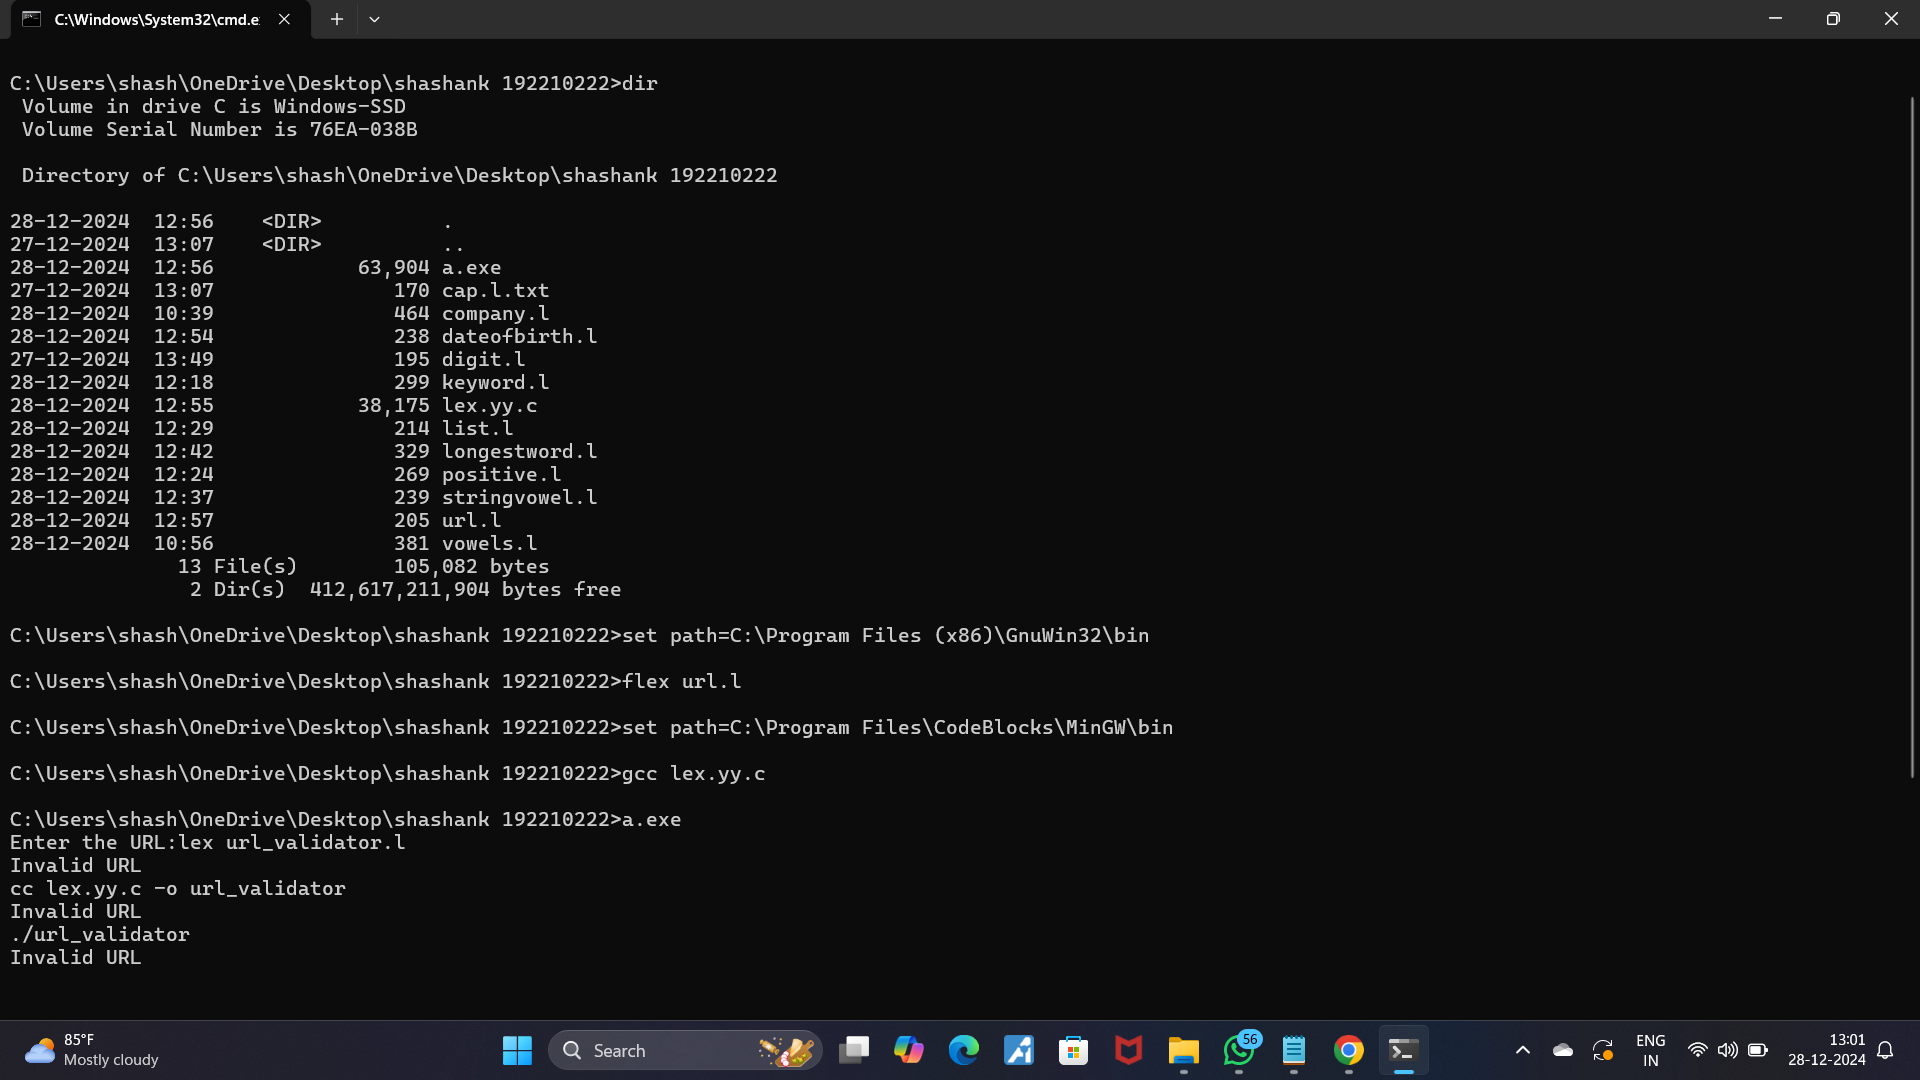 C:\Windows\System32\cmd.e
C:\Users\shash\OneDrive\Desktop\shashank 192210222>dir
Volume in drive C is Windows-SSD
Volume Serial Number is 76EA-038B
Directory of C:\Users\shash\OneDrive\Desktop\shashank 192210222
28-12-2024 12:56 <DIR> .
27-12-2024 13:07 <DIR> ..
28-12-2024 12:56 63,904 a.exe
27-12-2024 13:07 170 cap.l.txt
28-12-2024 10:39 464 company.l
28-12-2024 12:54 238 dateofbirth.l
27-12-2024 13:49 195 digit.l
28-12-2024 12:18 299 keyword.l
28-12-2024 12:55 38,175 lex.yy.c
28-12-2024 12:29 214 list.l
28-12-2024 12:42 329 longestword.l
28-12-2024 12:24 269 positive.l
28-12-2024 12:37 239 stringvowel.l
28-12-2024 12:57 205 url.l
28-12-2024 10:56 381 vowels.l
13 File(s) 105,082 bytes
2 Dir(s) 412,617,211,904 bytes free
C:\Users\shash\OneDrive\Desktop\shashank 192210222>set path=C:\Program Files (x86)\GnuWin32\bin
C:\Users\shash\OneDrive\Desktop\shashank 192210222>flex url.l
C:\Users\shash\OneDrive\Desktop\shashank 192210222>set path=C:\Program Files\CodeBlocks\MinGW\bin
C:\Users\shash\OneDrive\Desktop\shashank 192210222>gcc lex.yy.c
C:\Users\shash\OneDrive\Desktop\shashank 192210222>a.exe
Enter the URL:lex url_validator.l
Invalid URL
cc lex.yy.c -o url_validator
Invalid URL
./url_validator
Invalid URL
85°F
Mostly cloudy
Search
56
ENG
IN
13:01
28-12-2024